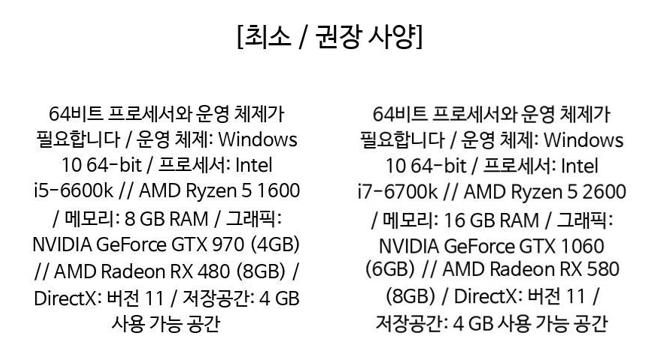 [최소 / 권장 사양]
64비트 프로세서와 운영 체제가
필요합니다 / 운영 체제: Windows
10 64-bit / 프로세서: Intel
i5-6600k // AMD Ryzen 5 1600
/ 메모리: 8 GB RAM / 그래픽:
NVIDIA GeForce GTX 970 (4GB)
// AMD Radeon RX 480 (8GB) /
DirectX: 버전 11 / 저장공간: 4 GB
사용 가능 공간
64비트 프로세서와 운영 체제가
필요합니다 / 운영 체제: Windows
10 64-bit / 프로세서: Intel
i7-6700k // AMD Ryzen 5 2600
/ 메모리: 16 GB RAM / 그래픽:
NVIDIA GeForce GTX 1060
(6GB) // AMD Radeon RX 580
(8GB) / DirectX: 버전 11 /
저장공간: 4 GB 사용 가능 공간